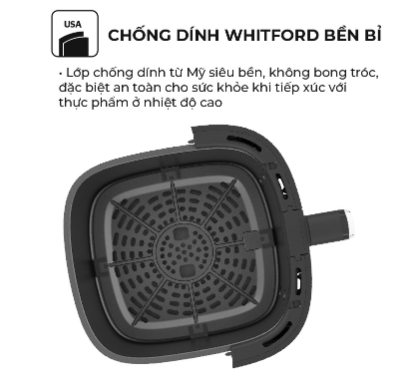 USA
CHỐNG DÍNH WHITFORD BỀN BỈ
• Lớp chống dính từ Mỹ siêu bền, không bong tróc,
đặc biệt an toàn cho sức khỏe khi tiếp xúc với
thực phẩm ở nhiệt độ cao